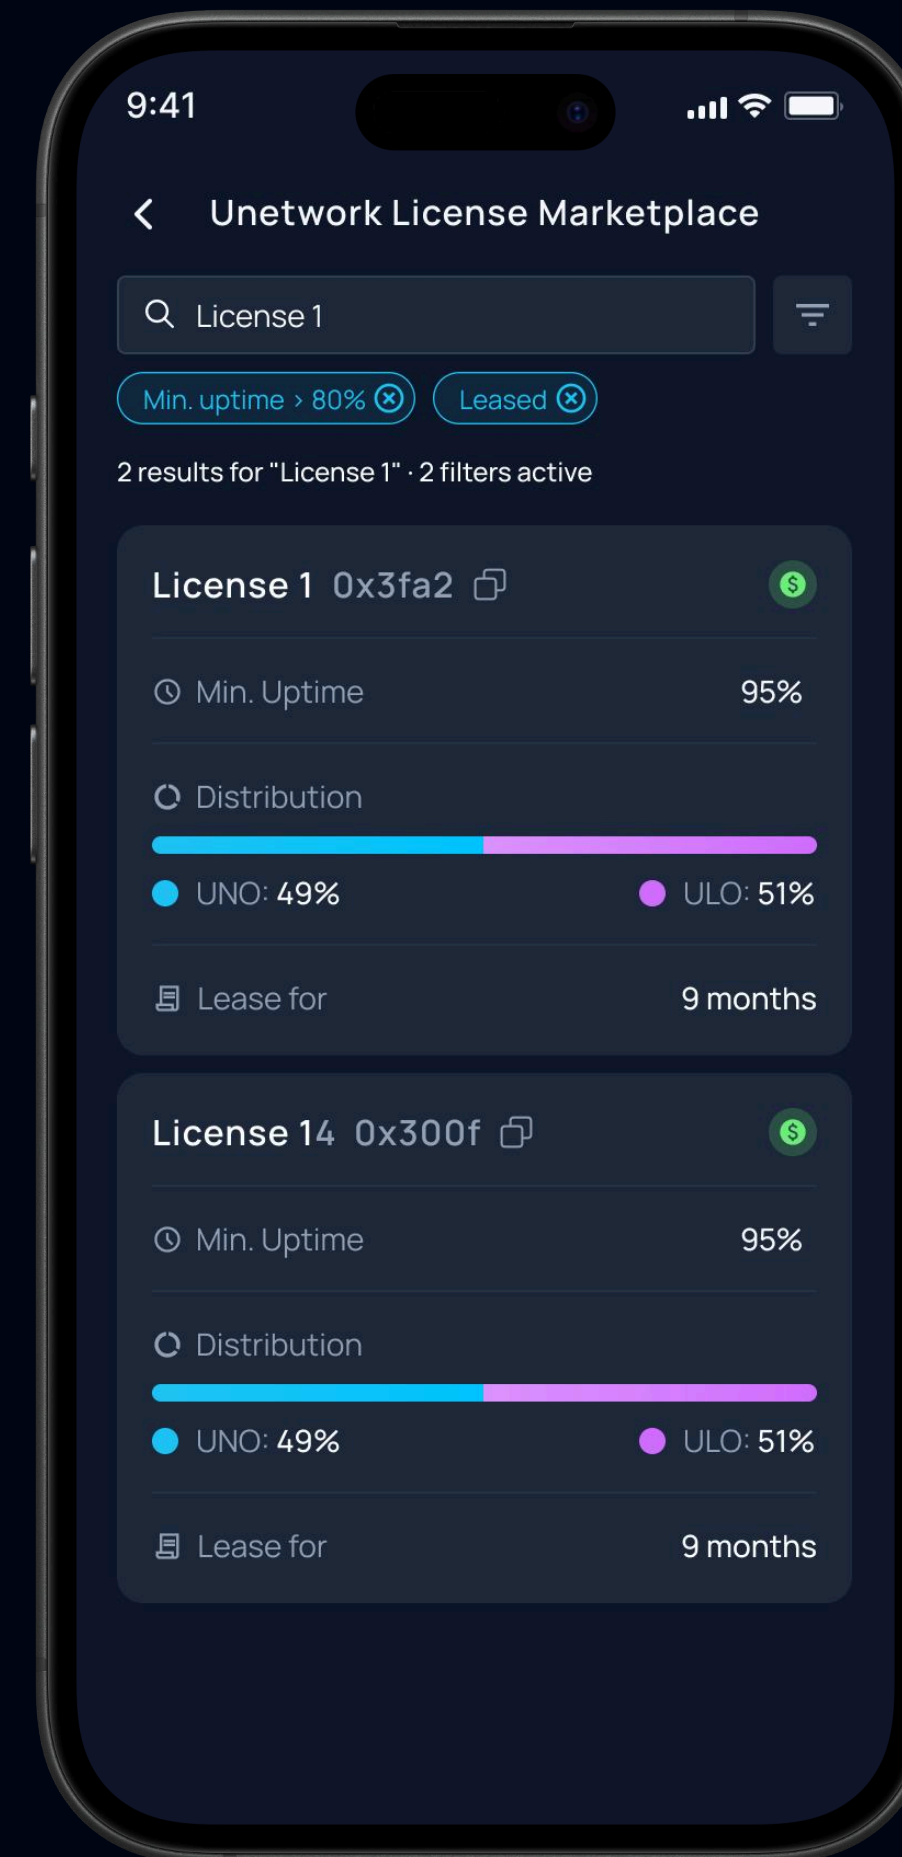 9:41
Unetwork License Marketplace
License 1
Min. uptime > 80% Leased
2 results for "License 1" · 2 filters active
License 1 0x3fa2
$
Min. Uptime 95%
Distribution
UNO: 49% ULO: 51%
Lease for 9 months
License 14 0x300f
$
Min. Uptime 95%
Distribution
UNO: 49% ULO: 51%
Lease for 9 months